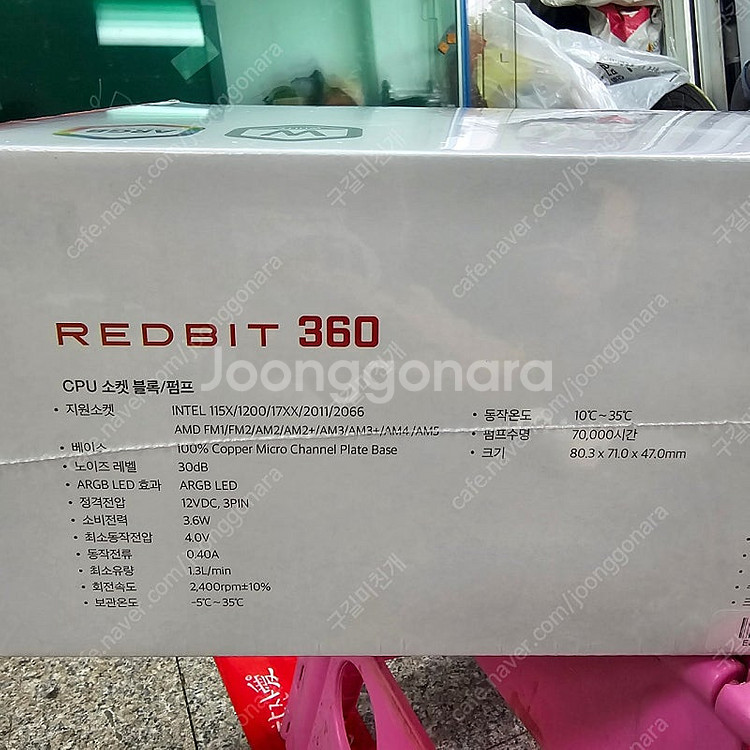 ARGB
REDBIT 360
CPU 소켓 블록/펌프
• 지원소켓 INTEL 115X/1200/17XX/2011/2066
AMD FM1/FM2/AM2/AM2+/AM3/AM3+/AM4/AM5
• 베이스 100% Copper Micro Channel Plate Base
• 노이즈 레벨 30dB
• ARGB LED 효과 ARGB LED
• 정격전압 12VDC, 3PIN
• 소비전력 3.6W
• 최소동작전압 4.0V
• 동작전류 0.40A
• 최소유량 1.3L/min
• 회전속도 2,400rpm±10%
• 보관온도 -5℃~35℃
• 동작온도 10℃~35℃
• 펌프수명 70,000시간
• 크기 80.3 x 71.0 x 47.0mm
Joonggonara
cafe.naver.com/joonggonara
구길미친개